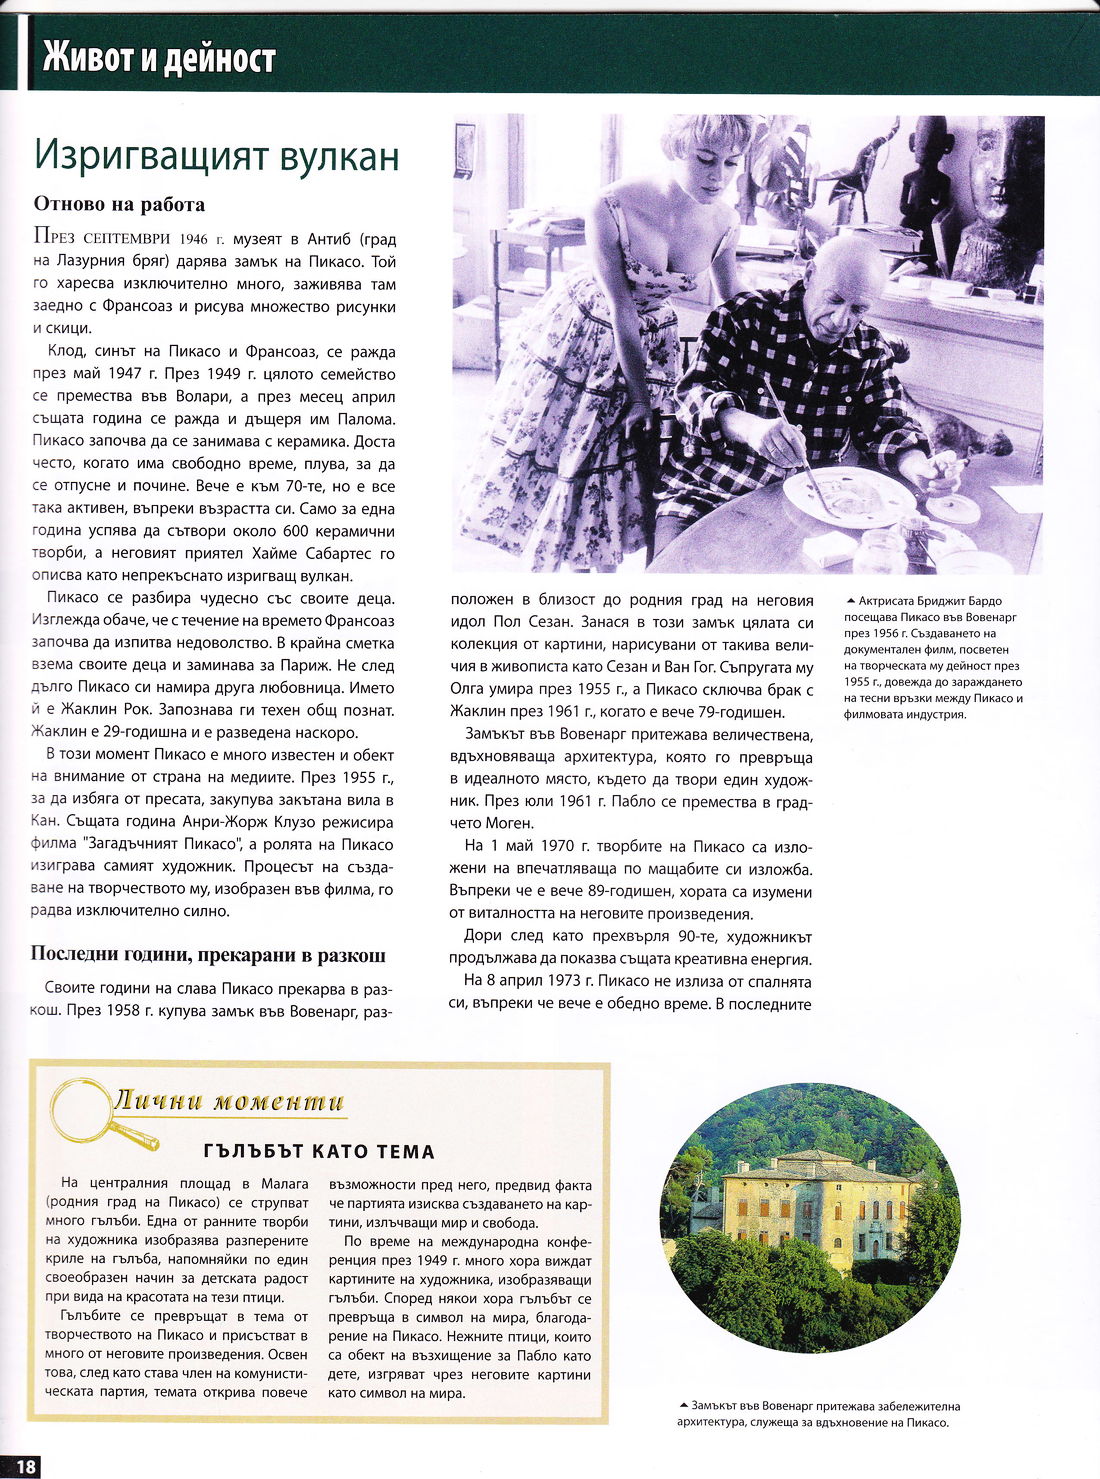 Живот и дейност
Изригващият вулкан
Отново на работа
През септември 1946 г. музеят в Антиб (град
на Лазурния бряг) дарява замък на Пикасо. Той
го харесва изключително много, заживява там
заедно с Франсоаз и рисува множество рисунки
и скици.
Клод, синът на Пикасо и Франсоаз, се ражда
през май 1947 г. През 1949 г. цялото семейство
се премества във Волари, а през месец април
същата година се ражда и дъщеря им Палома.
Пикасо започва да се занимава с керамика. Доста
често, когато има свободно време, плува, за да
се отпусне и почине. Вече е към 70-те, но е все
така активен, въпреки възрастта си. Само за една
година успява да сътвори около 600 керамични
творби, а неговият приятел Хайме Сабартес го
описва като непрекъснато изригващ вулкан.
Пикасо се разбира чудесно със своите деца.
Изглежда обаче, че с течение на времето Франсоаз
започва да изпитва недоволство. В крайна сметка
взема своите деца и заминава за Париж. Не след
дълго Пикасо си намира друга любовница. Името
й е Жаклин Рок. Запознава ги техен общ познат.
Жаклин е 29-годишна и е разведена наскоро.
В този момент Пикасо е много известен и обект
на внимание от страна на медиите. През 1955 г.,
за да избяга от пресата, закупува закътана вила в
Кан. Същата година Анри-Жорж Клузо режисира
филма "Загадъчният Пикасо", а ролята на Пикасо
изиграва самият художник. Процесът на създа-
ване на творчеството му, изобразен във филма, го
радва изключително силно.
Последни години, прекарани в разкош
Своите години на слава Пикасо прекарва в раз-
кош. През 1958 г. купува замък във Вовенарг, раз-
положен в близост до родния град на неговия
идол Пол Сезан. Занася в този замък цялата си
колекция от картини, нарисувани от такива вели-
чия в живописта като Сезан и Ван Гог. Съпругата му
Олга умира през 1955 г., а Пикасо сключва брак с
Жаклин през 1961 г., когато е вече 79-годишен.
Замъкът във Вовенарг притежава величествена,
вдъхновяваща архитектура, която го превръща
в идеалното място, където да твори един худож-
ник. През юли 1961 г. Пабло се премества в град-
чето Моген.
На 1 май 1970 г. творбите на Пикасо са изло-
жени на впечатляваща по мащабите си изложба.
Въпреки че е вече 89-годишен, хората са изумени
от виталността на неговите произведения.
Дори след като прехвърля 90-те, художникът
продължава да показва същата креативна енергия.
На 8 април 1973 г. Пикасо не излиза от спалнята
си, въпреки че вече е обедно време. В последните
Актрисата Бриджит Бардо
посещава Пикасо във Вовенарг
през 1956 г. Създаването на
документален филм, посветен
на творческата му дейност през
1955 г., довежда до зараждането
на тесни връзки между Пикасо и
филмовата индустрия.
Лични моменти
ГЪЛЪБЪТ КАТО ТЕМА
На централния площад в Малага
(родния град на Пикасо) се струпват
много гълъби. Една от ранните творби
на художника изобразява разперените
криле на гълъба, напомняйки по един
своеобразен начин за детската радост
при вида на красотата на тези птици.
Гълъбите се превръщат в тема от
творчеството на Пикасо и присъстват в
много от неговите произведения. Освен
това, след като става член на комунисти-
ческата партия, темата открива повече
възможности пред него, предвид факта
че партията изисква създаването на кар-
тини, излъчващи мир и свобода.
По време на международна конфе-
ренция през 1949 г. много хора виждат
картините на художника, изобразяващи
гълъби. Според някои хора гълъбът се
превръща в символ на мира, благода-
рение на Пикасо. Нежните птици, които
са обект на възхищение за Пабло като
дете, изгряват чрез неговите картини
като символ на мира.
Замъкът във Вовенарг притежава забележителна
архитектура, служеща за вдъхновение на Пикасо.
18